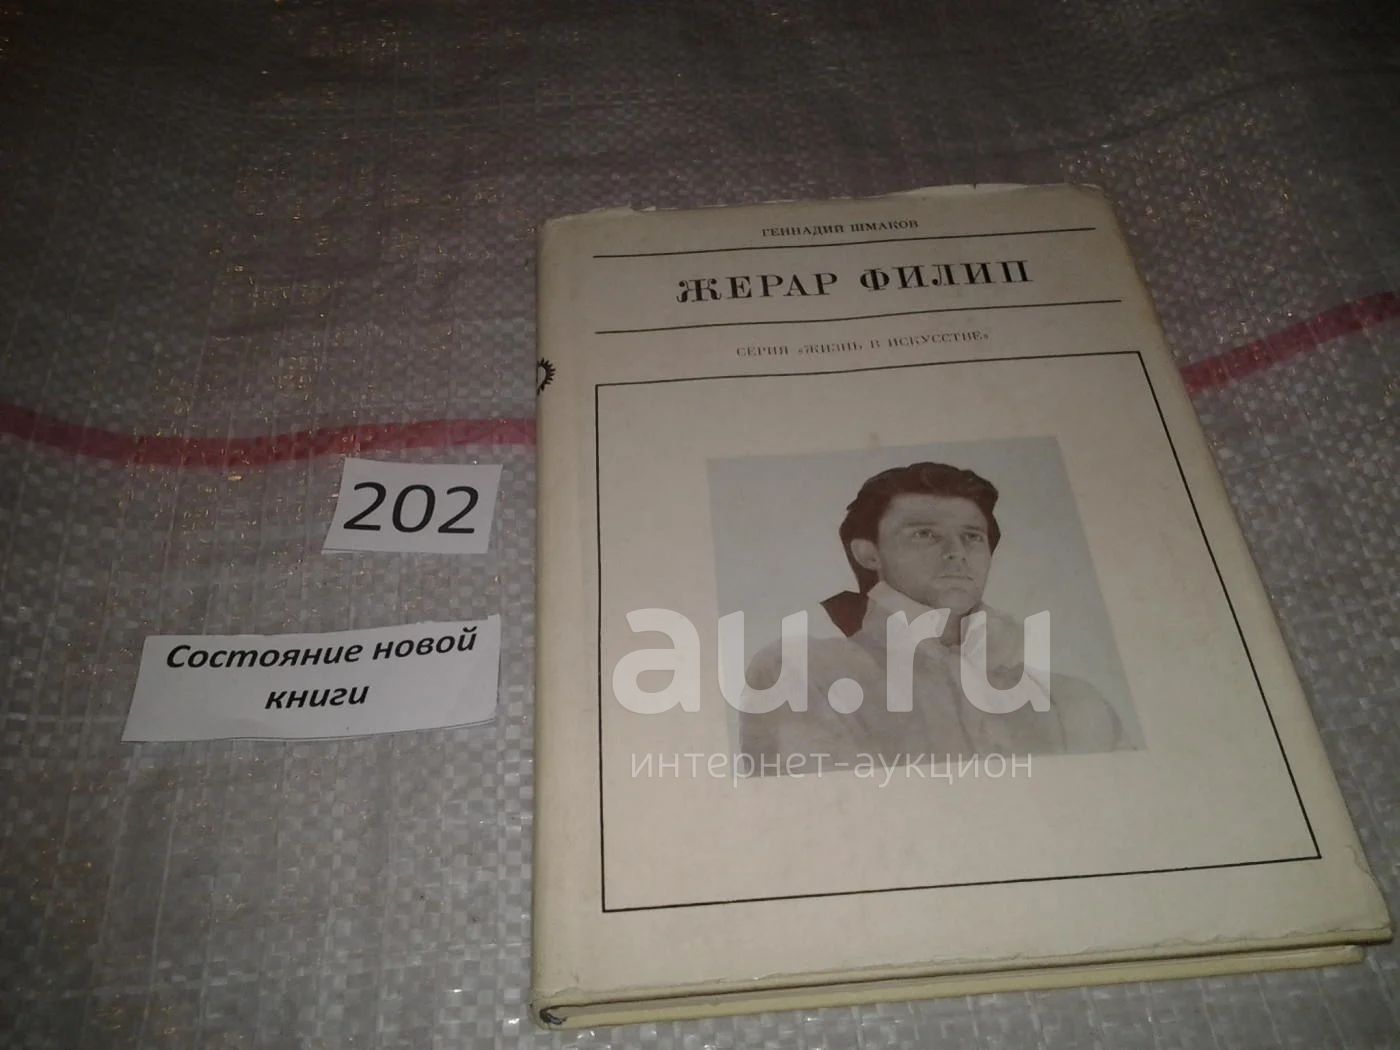 ГЕННАДИЙ ШМАКОВ
ЖЕРАР ФИЛИП
СЕРИЯ «ЖИЗНЬ В ИСКУССТВЕ»
202
Состояние новой
книги
au.ru
интернет-аукцион